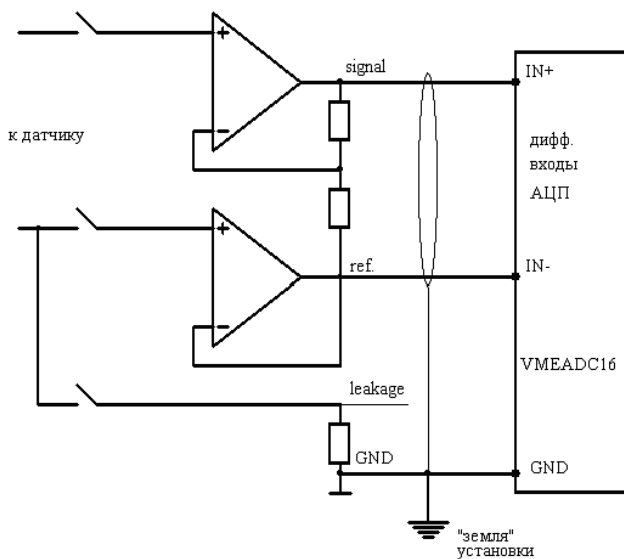 signal
IN+
к датчику
дифф.
входы
АЦП
ref.
IN-
VMEADC16
leakage
GND
GND
"земля"
установки